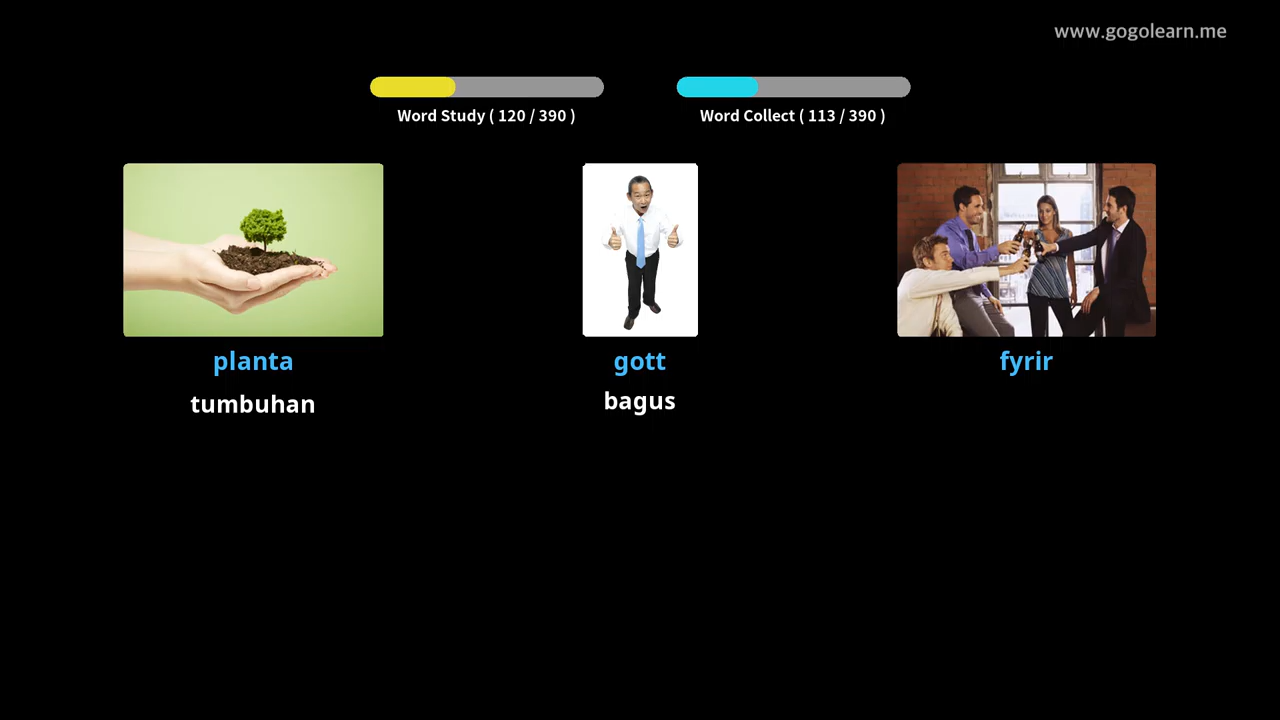 www.gogolearn.me
Word Study ( 120 / 390 )
Word Collect ( 113 / 390 )
planta
gott
fyrir
tumbuhan
bagus